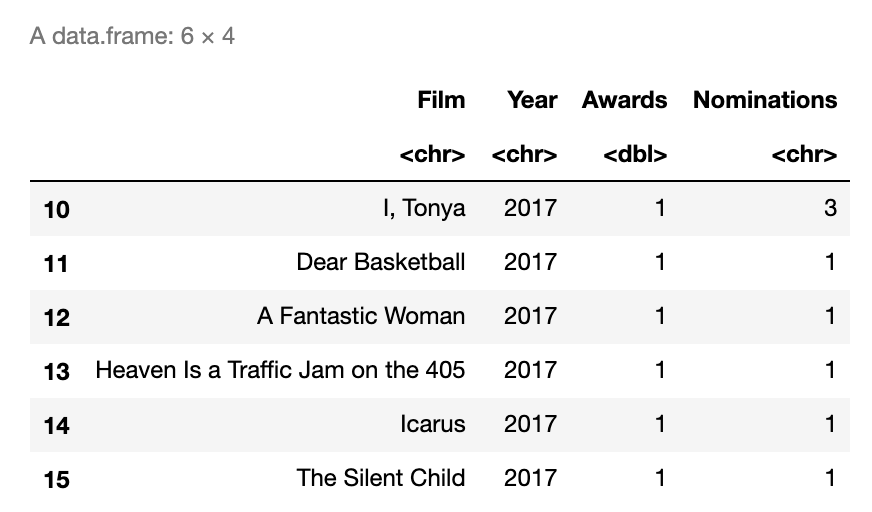 A data.frame: 6 × 4
Film Year Awards Nominations
<chr> <chr> <dbl> <chr>
10 I, Tonya 2017 1 3
11 Dear Basketball 2017 1 1
12 A Fantastic Woman 2017 1 1
13 Heaven Is a Traffic Jam on the 405 2017 1 1
14 Icarus 2017 1 1
15 The Silent Child 2017 1 1